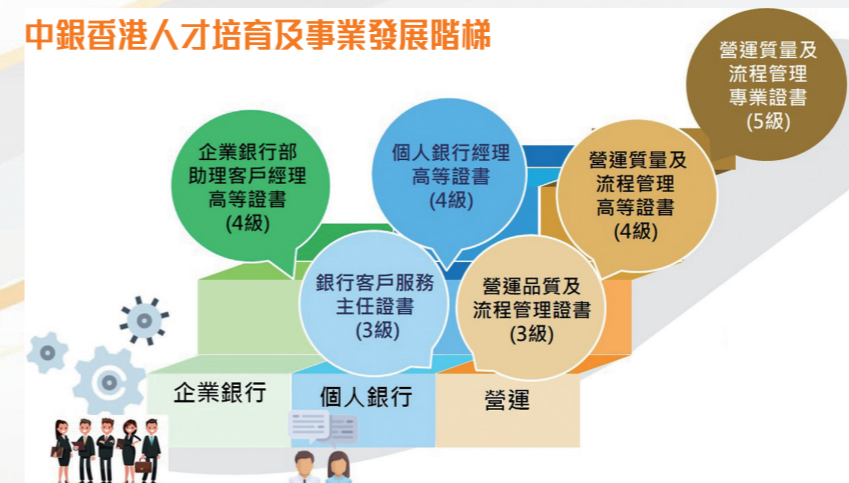 中銀香港人才培育及事業發展階梯
營運質量及
流程管理
專業證書
(5級)
企業銀行部
助理客戶經理
高等證書
(4級)
個人銀行經理
高等證書
(4級)
營運質量及
流程管理
高等證書
(4級)
銀行客戶服務
主任證書
(3級)
營運品質及
流程管理證書
(3級)
企業銀行
個人銀行
營運